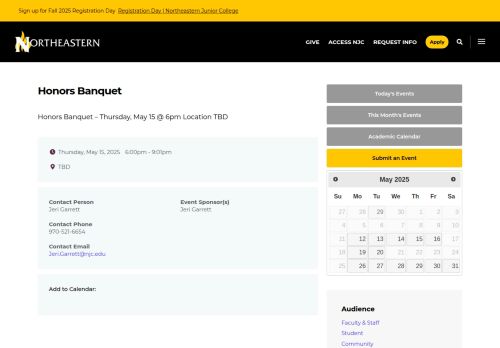 Sign up for Fall 2025 Registration Day Registration Day | Northeastern Junior College
NORTHEASTERN
GIVE ACCESS NJC REQUEST INFO Apply
Honors Banquet
Honors Banquet – Thursday, May 15 @ 6pm Location TBD
Thursday, May 15, 2025 6:00pm - 9:01pm
TBD
Contact Person
Jeri Garrett
Event Sponsor(s)
Jeri Garrett
Contact Phone
970-521-6654
Contact Email
Jeri.Garrett@njc.edu
Add to Calendar:
Today's Events
This Month's Events
Academic Calendar
Submit an Event
May 2025
Su Mo Tu We Th Fr Sa
27 28 29 30 1 2 3
4 5 6 7 8 9 10
11 12 13 14 15 16 17
18 19 20 21 22 23 24
25 26 27 28 29 30 31
Audience
Faculty & Staff
Student
Community